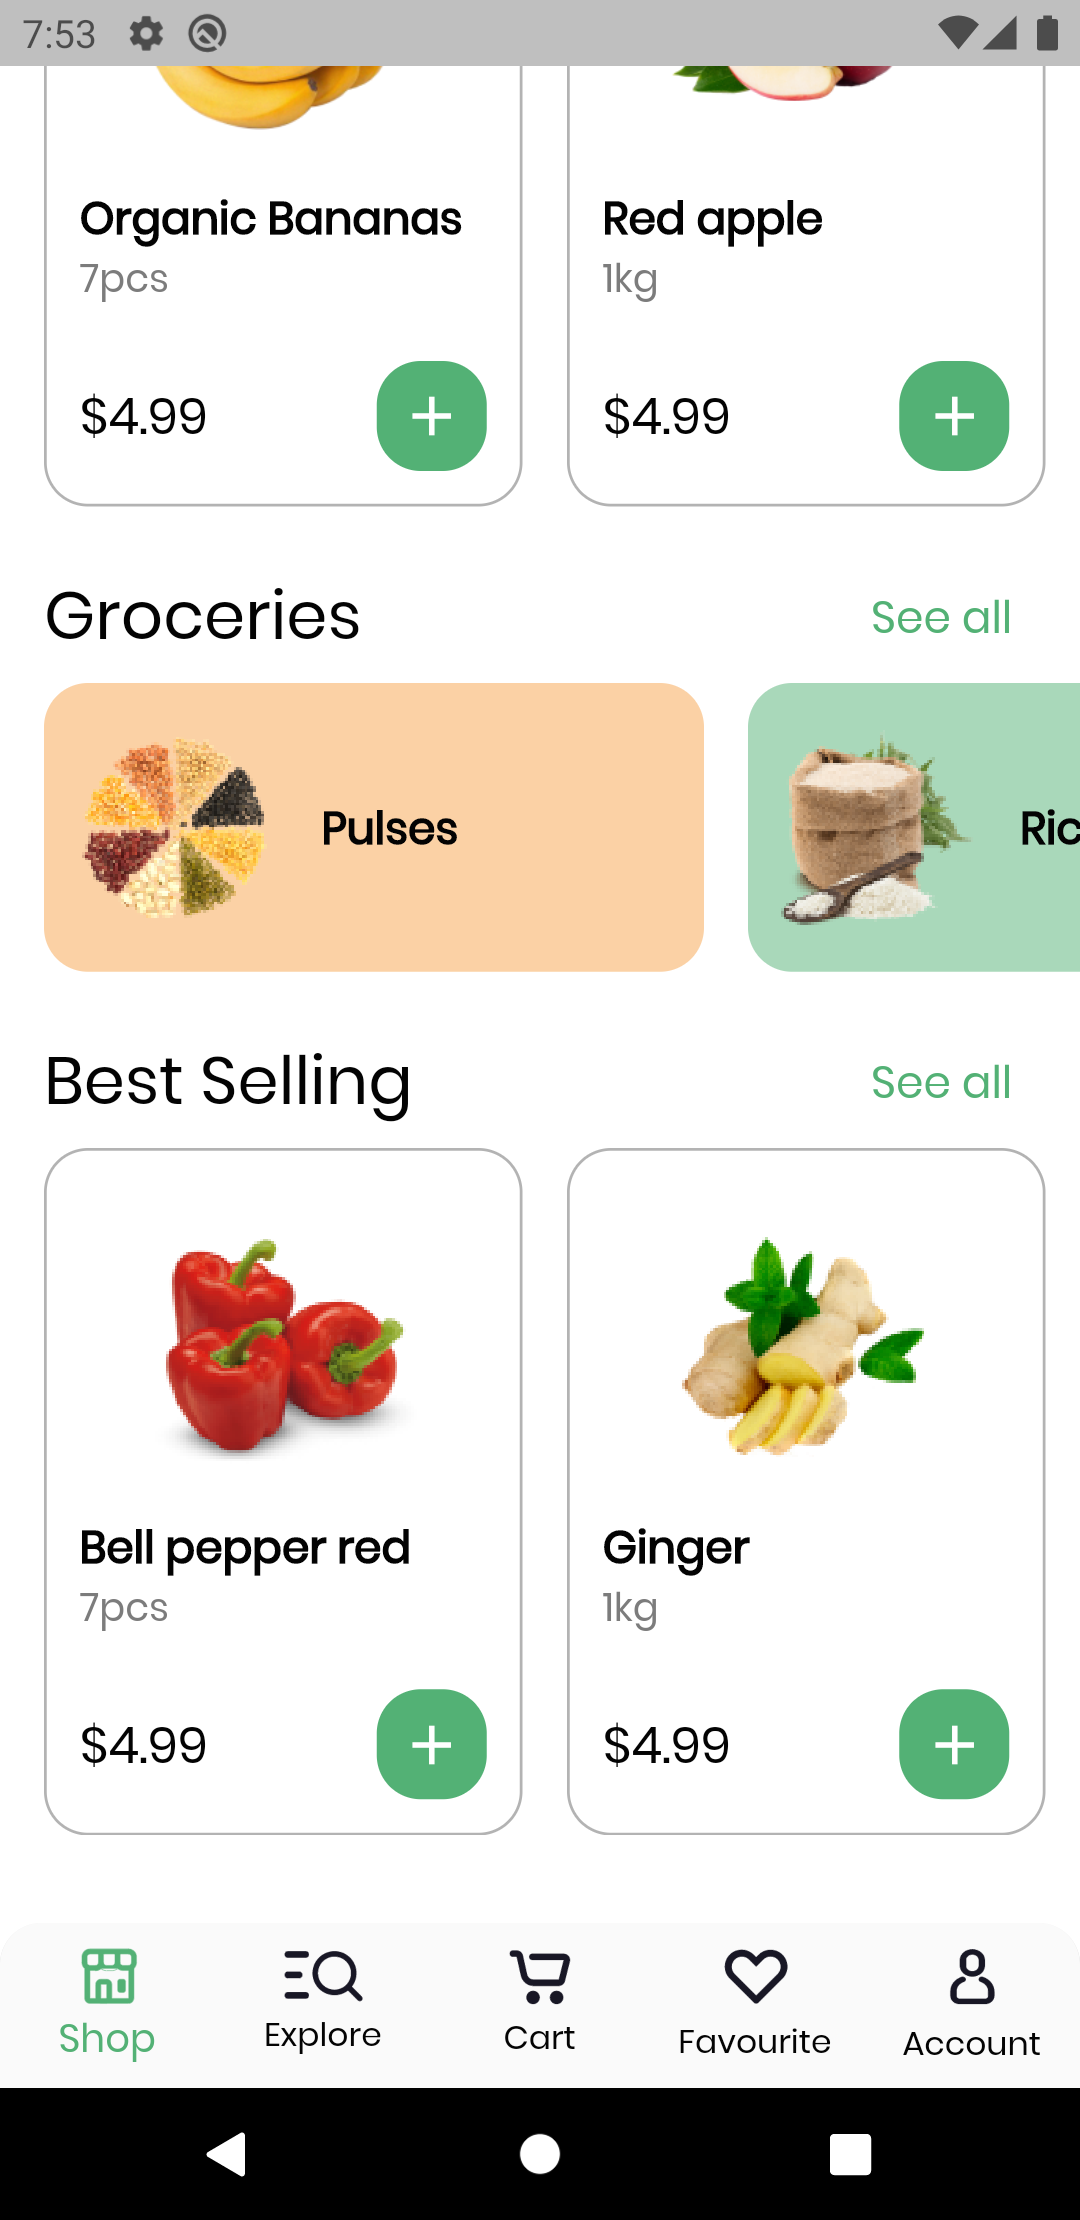 7:53
Organic Bananas
7pcs
$4.99
Red apple
1kg
$4.99
Groceries
See all
Pulses
Ric
Best Selling
See all
Bell pepper red
7pcs
$4.99
Ginger
1kg
$4.99
Shop
Explore
Cart
Favourite
Account